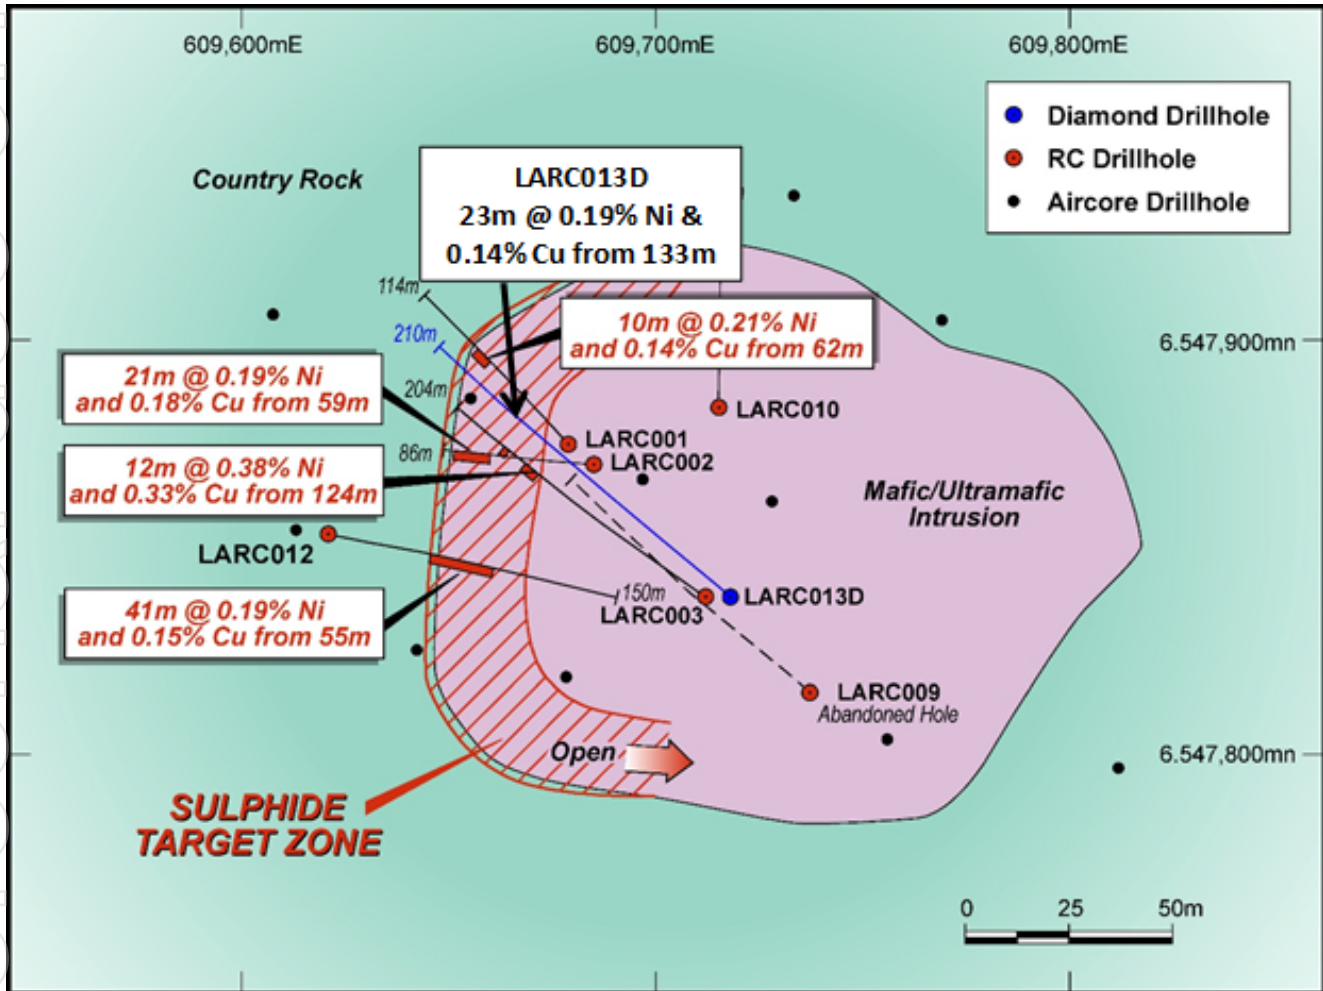 609,600mE
609,700mE
609,800mE
Diamond Drillhole
RC Drillhole
Aircore Drillhole
Country Rock
LARC013D
23m @ 0.19% Ni &
0.14% Cu from 133m
114m
210m
204m
86m
10m @ 0.21% Ni
and 0.14% Cu from 62m
6.547,900mn
21m @ 0.19% Ni
and 0.18% Cu from 59m
12m @ 0.38% Ni
and 0.33% Cu from 124m
LARC010
LARC001
LARC002
Mafic/Ultramafic
Intrusion
LARC012
150m
LARC003
LARC013D
41m @ 0.19% Ni
and 0.15% Cu from 55m
LARC009
Abandoned Hole
Open
6.547,800mn
SULPHIDE
TARGET ZONE
0 25 50m